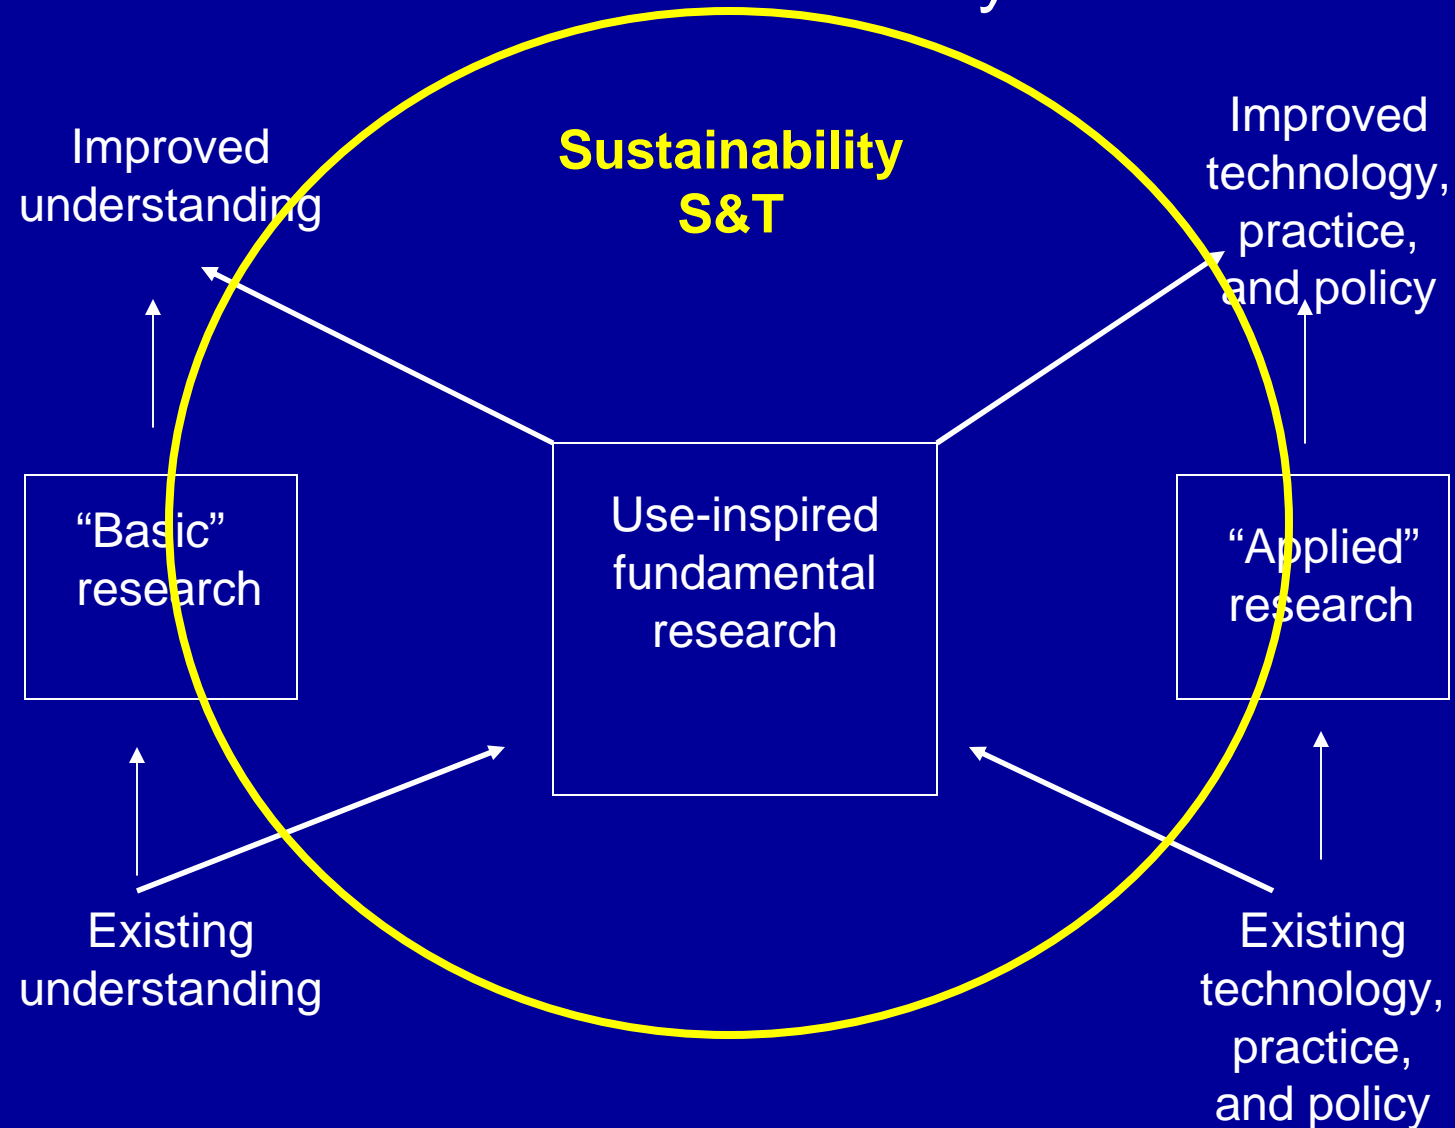 Sustainability
S&T
Improved
understanding
Improved
technology,
practice,
and policy
“Basic”
research
Use-inspired
fundamental
research
“Applied”
research
Existing
understanding
Existing
technology,
practice,
and policy